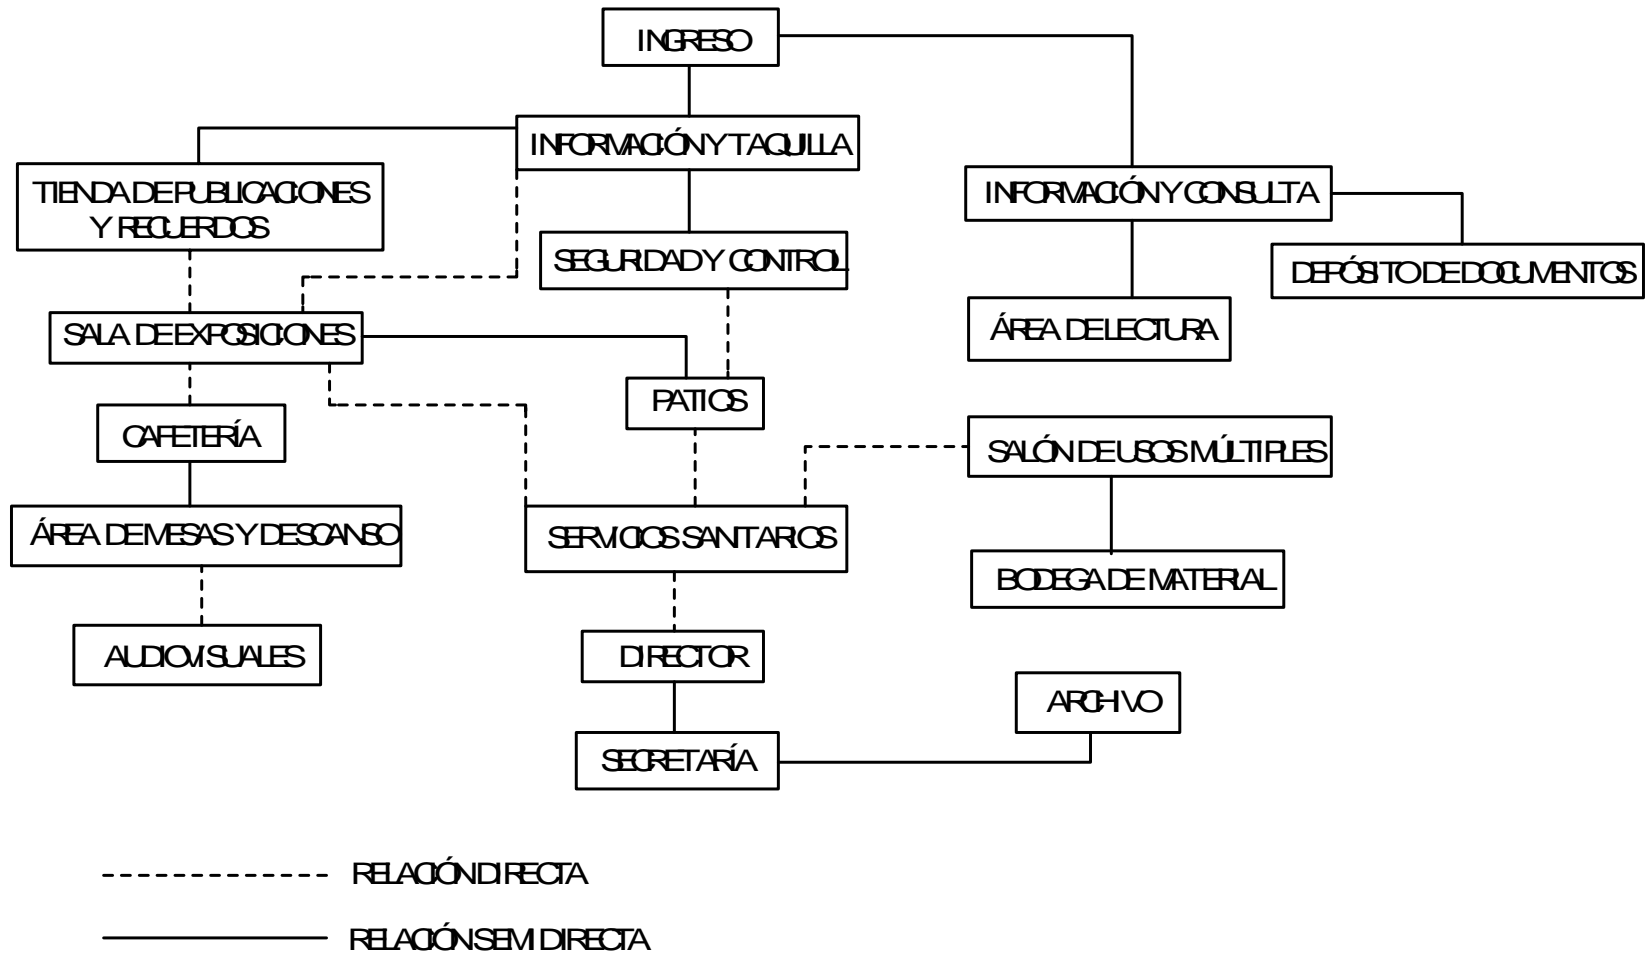 INGRESO
INFORMACIÓN Y TAQUILLA
TIENDA DE PUBLICACIONES
Y RECUERDOS
INFORMACIÓN Y CONSULTA
SEGURIDAD Y CONTROL
DEPÓSITO DE DOCUMENTOS
SALA DE EXPOSICIONES
ÁREA DE LECTURA
PATIOS
CAFETERÍA
SALÓN DE USOS MÚLTIPLES
ÁREA DE MESAS Y DESCANSO
SERVICIOS SANITARIOS
BODEGA DE MATERIAL
AUDIOVISUALES
DIRECTOR
ARCHIVO
SECRETARÍA
RELACIÓN DIRECTA
RELACIÓN SEMI DIRECTA